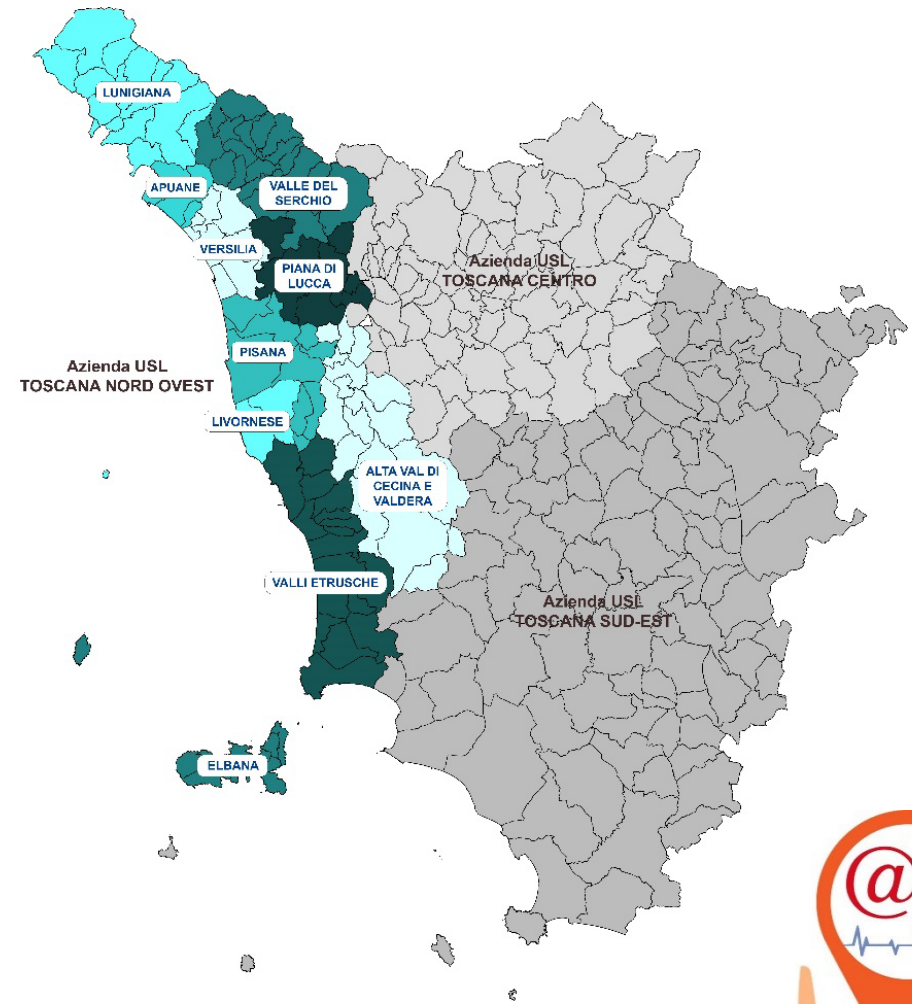 LUNIGIANA
APUANE
VALLE DEL
SERCHIO
VERSILIA
PIANA DI
LUCCA
Azienda USL
TOSCANA CENTRO
PISANA
Azienda USL
TOSCANA NORD OVEST
LIVORNESE
ALTA VAL DI
CECINA E
VALDERA
VALLI ETRUSCHE
Azienda USL
TOSCANA SUD-EST
ELBANA
@